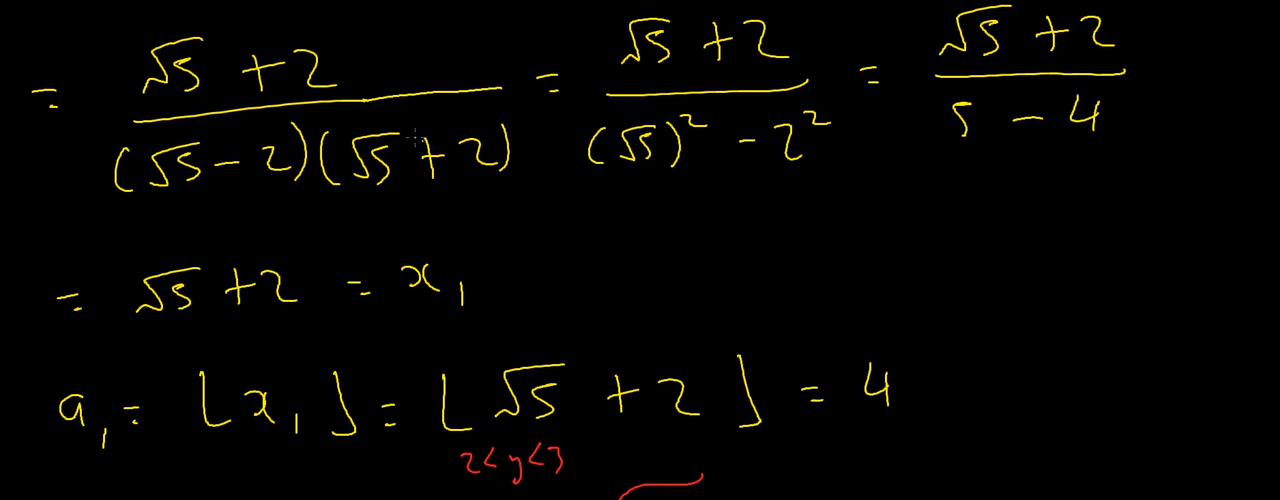 = (√5 + 2)/((√5 - 2)(√5 + 2)) = (√5 + 2)/((√5)² - 2²) = (√5 + 2)/(5 - 4)
= √5 + 2 = x₁
a₁ = ⌊x₁⌋ = ⌊√5 + 2⌋ = 4
2 < y < 3